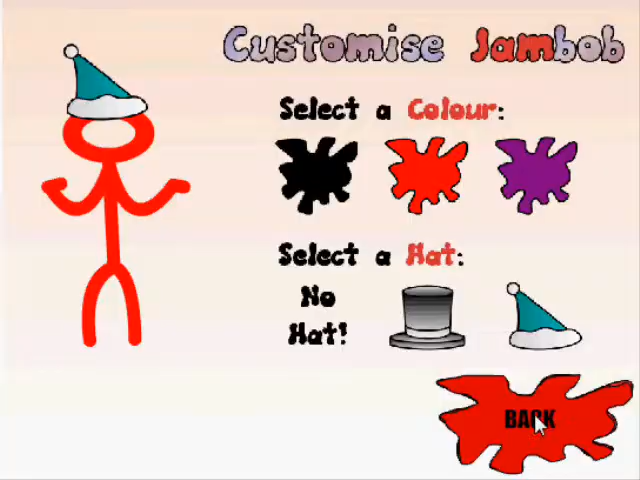 Customise Jambob
Select a Colour:
Select a Hat:
No
Hat!
BACK